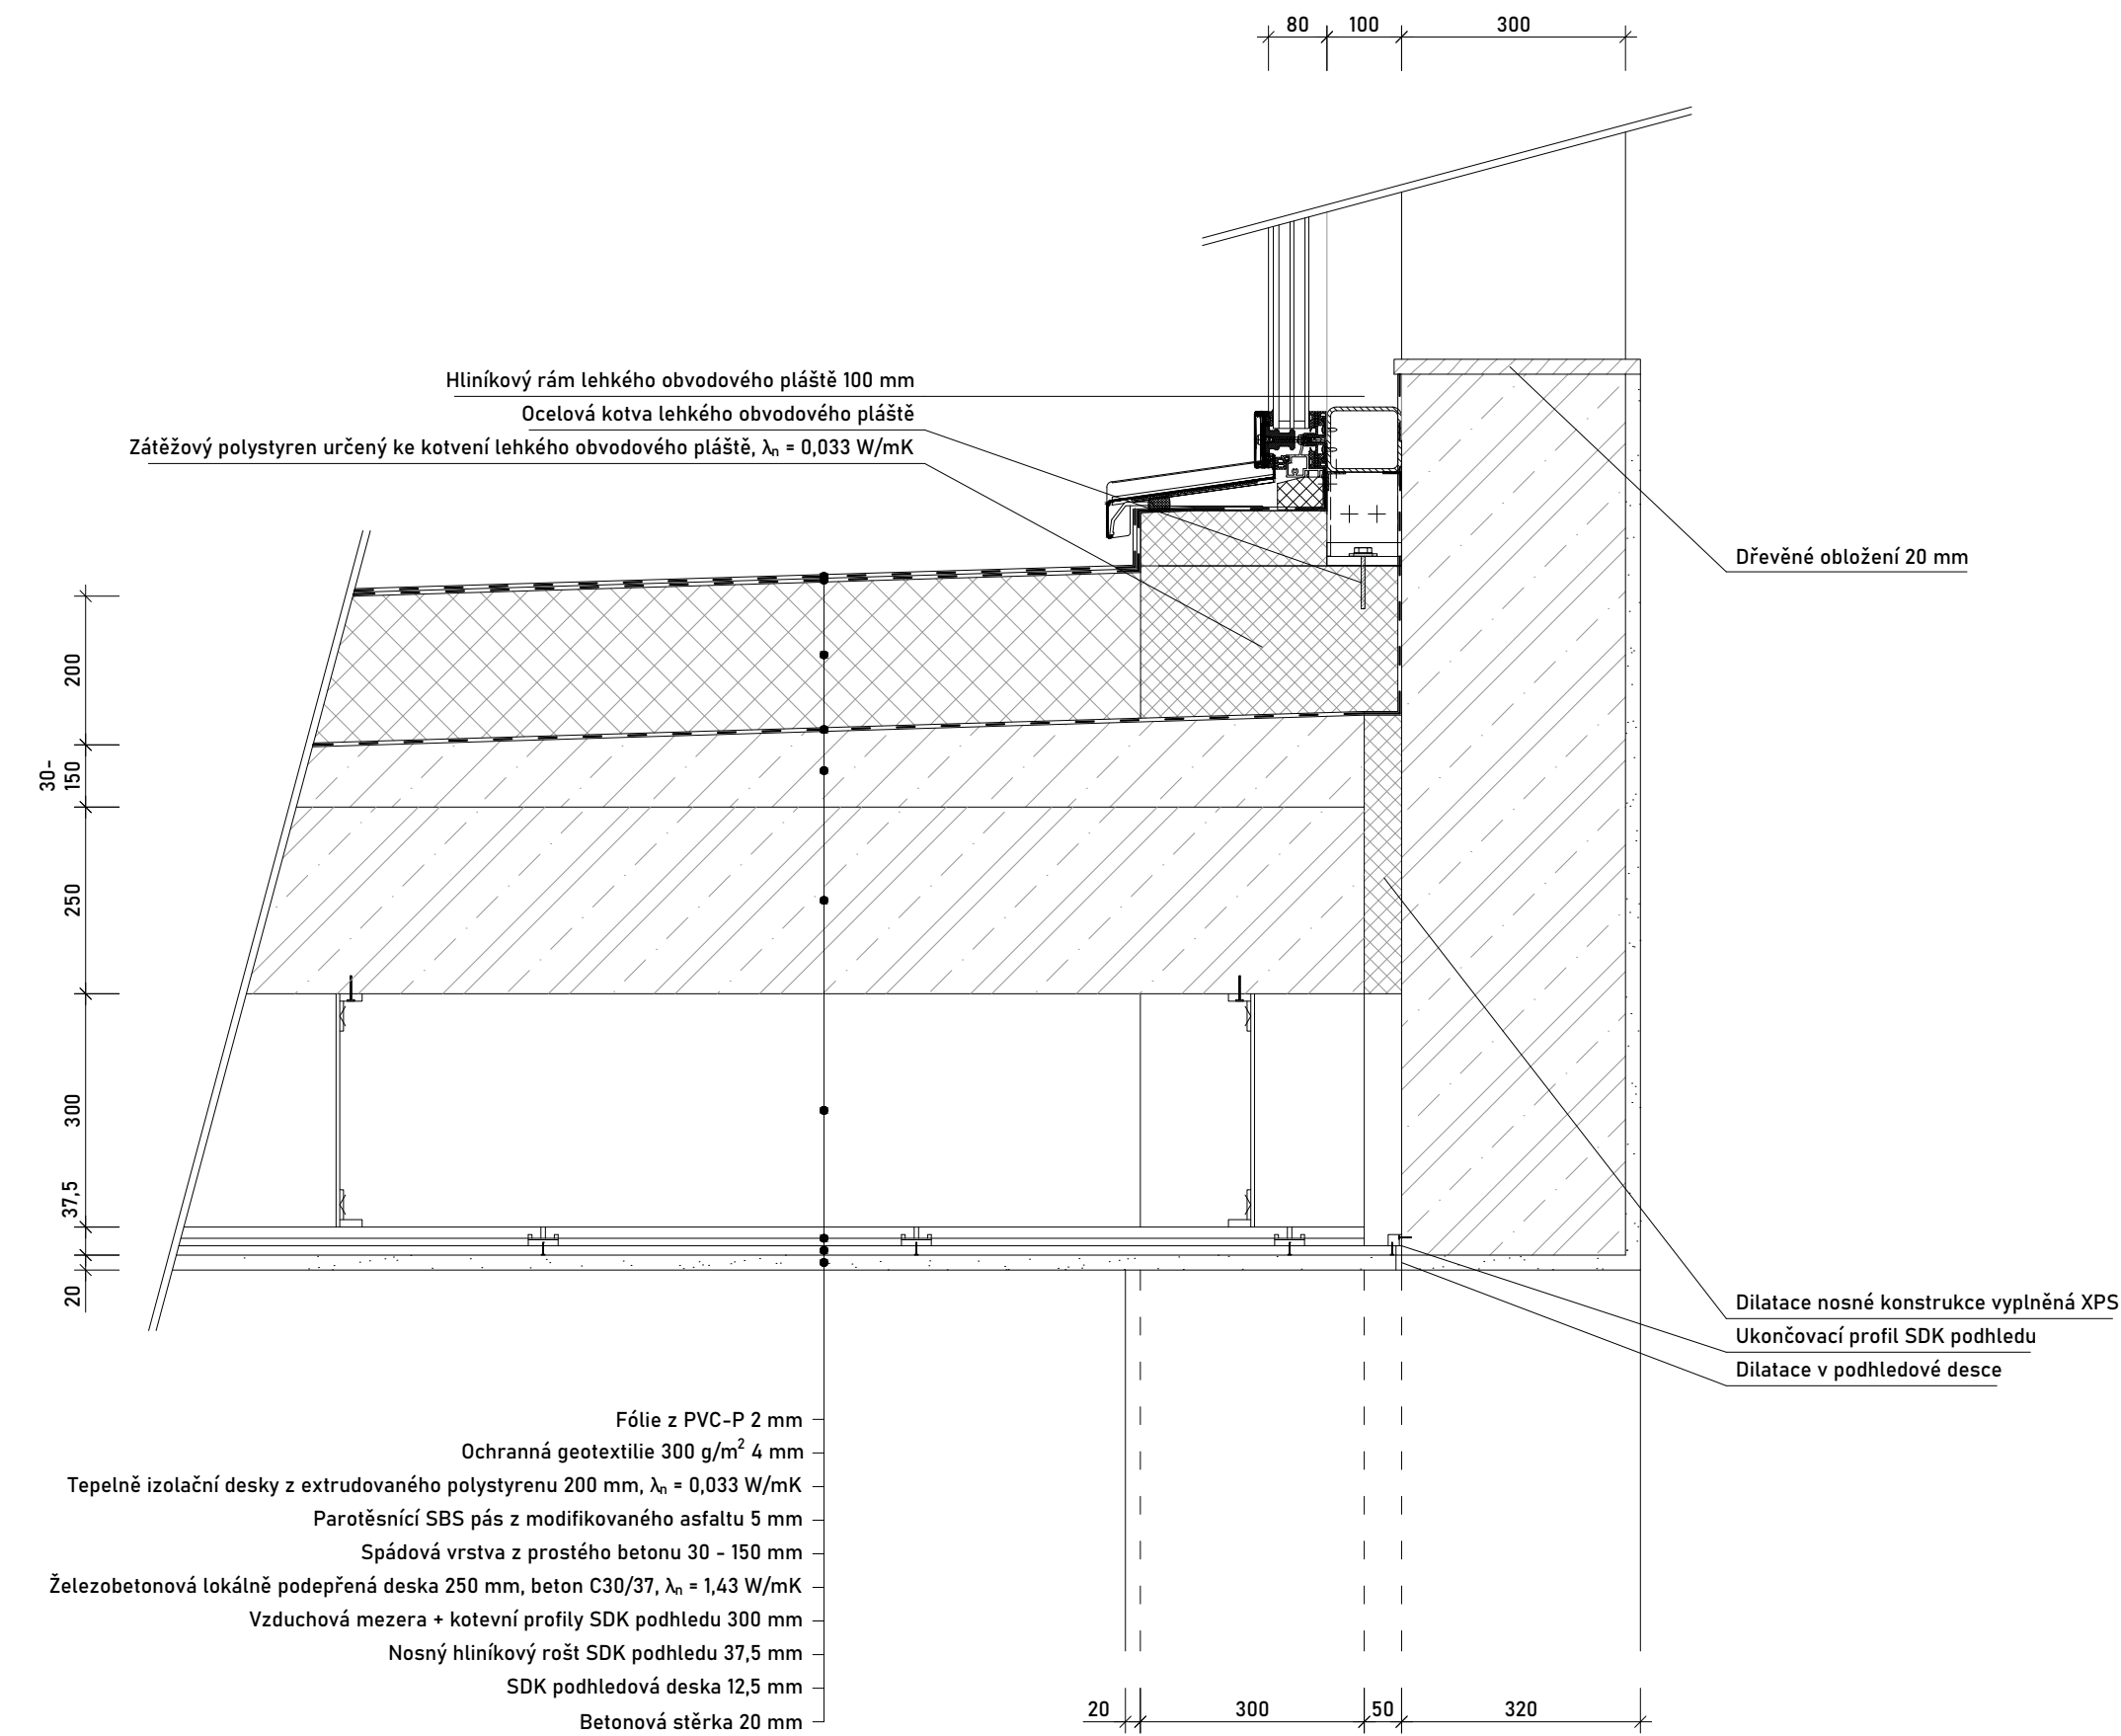 80
100
300
Hliníkový rám lehkého obvodového pláště 100 mm
Ocelová kotva lehkého obvodového pláště
Zátěžový polystyren určený ke kotvení lehkého obvodového pláště, λₙ = 0,033 W/mK
Dřevěné obložení 20 mm
200
30-
150
250
300
37,5
20
Dilatace nosné konstrukce vyplněná XPS
Ukončovací profil SDK podhledu
Dilatace v podhledové desce
Fólie z PVC-P 2 mm
Ochranná geotextilie 300 g/m² 4 mm
Tepelně izolační desky z extrudovaného polystyrenu 200 mm, λₙ = 0,033 W/mK
Parotěsnící SBS pás z modifikovaného asfaltu 5 mm
Spádová vrstva z prostého betonu 30 - 150 mm
Železobetonová lokálně podepřená deska 250 mm, beton C30/37, λₙ = 1,43 W/mK
Vzduchová mezera + kotevní profily SDK podhledu 300 mm
Nosný hliníkový rošt SDK podhledu 37,5 mm
SDK podhledová deska 12,5 mm
Betonová stěrka 20 mm
20
300
50
320